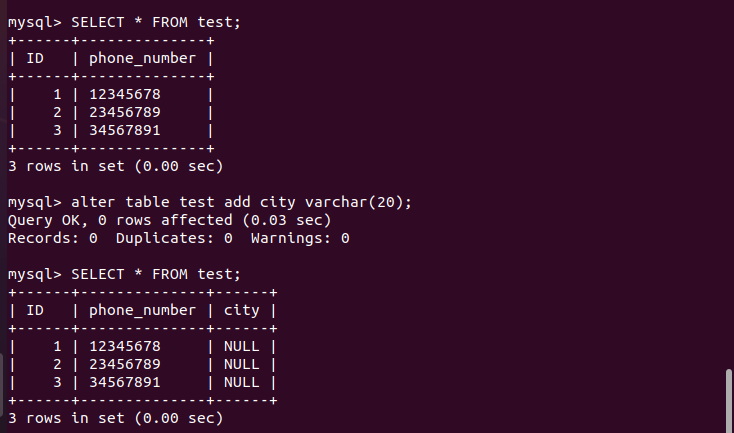 mysql> SELECT * FROM test;
+------+--------------+
| ID   | phone_number |
+------+--------------+
|    1 | 12345678     |
|    2 | 23456789     |
|    3 | 34567891     |
+------+--------------+
3 rows in set (0.00 sec)
mysql> alter table test add city varchar(20);
Query OK, 0 rows affected (0.03 sec)
Records: 0  Duplicates: 0  Warnings: 0
mysql> SELECT * FROM test;
+------+--------------+------+
| ID   | phone_number | city |
+------+--------------+------+
|    1 | 12345678     | NULL |
|    2 | 23456789     | NULL |
|    3 | 34567891     | NULL |
+------+--------------+------+
3 rows in set (0.00 sec)